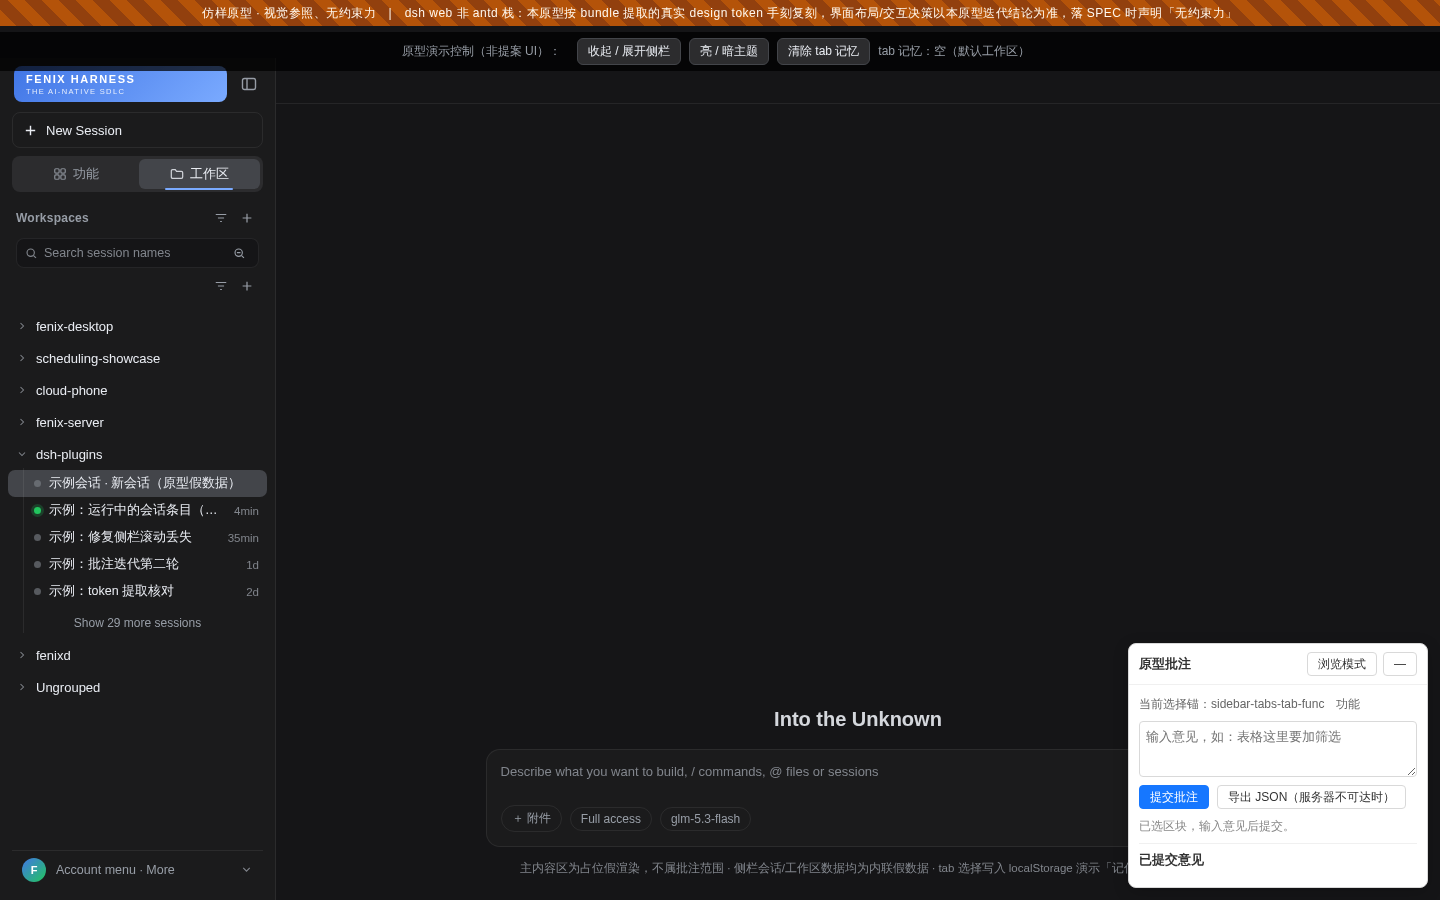 仿样原型 · 视觉参照、无约束力 | dsh web 非 antd 栈：本原型按 bundle 提取的真实 design token 手刻复刻，界面布局/交互决策以本原型迭代结论为准，落 SPEC 时声明「无约束力」
原型演示控制（非提案 UI）： 收起 / 展开侧栏 亮 / 暗主题 清除 tab 记忆 tab 记忆：空（默认工作区）
FENIX HARNESS
THE AI-NATIVE SDLC
New Session
功能 工作区
Workspaces
Search session names
fenix-desktop
scheduling-showcase
cloud-phone
fenix-server
dsh-plugins
示例会话 · 新会话（原型假数据）
示例：运行中的会话条目（... 4min
示例：修复侧栏滚动丢失 35min
示例：批注迭代第二轮 1d
示例：token 提取核对 2d
Show 29 more sessions
fenixd
Ungrouped
F Account menu · More
Into the Unknown
Describe what you want to build, / commands, @ files or sessions
+ 附件 Full access glm-5.3-flash
主内容区为占位假渲染，不属批注范围 · 侧栏会话/工作区数据均为内联假数据 · tab 选择写入 localStorage 演示「记
原型批注 浏览模式 —
当前选择锚：sidebar-tabs-tab-func 功能
输入意见，如：表格这里要加筛选
提交批注 导出 JSON（服务器不可达时）
已选区块，输入意见后提交。
已提交意见